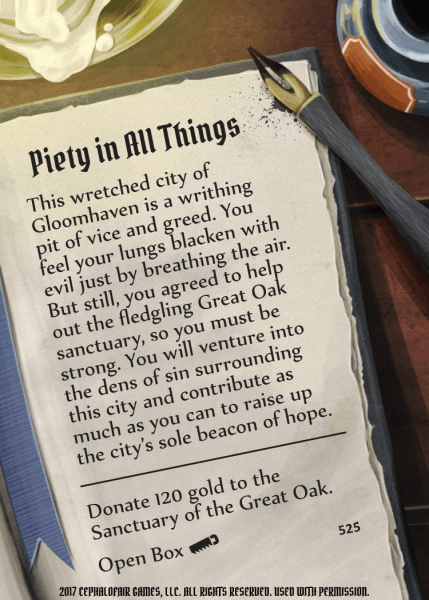 Piety in All Things
This wretched city of
Gloomhaven is a writhing
pit of vice and greed. You
feel your lungs blacken with
evil just by breathing the air.
But still, you agreed to help
out the fledgling Great Oak
sanctuary, so you must be
strong. You will venture into
the dens of sin surrounding
this city and contribute as
much as you can to raise up
the city's sole beacon of hope.
Donate 120 gold to the
Sanctuary of the Great Oak.
Open Box
525
2017 CEPHALOFAIR GAMES, LLC. ALL RIGHTS RESERVED. USED WITH PERMISSION.